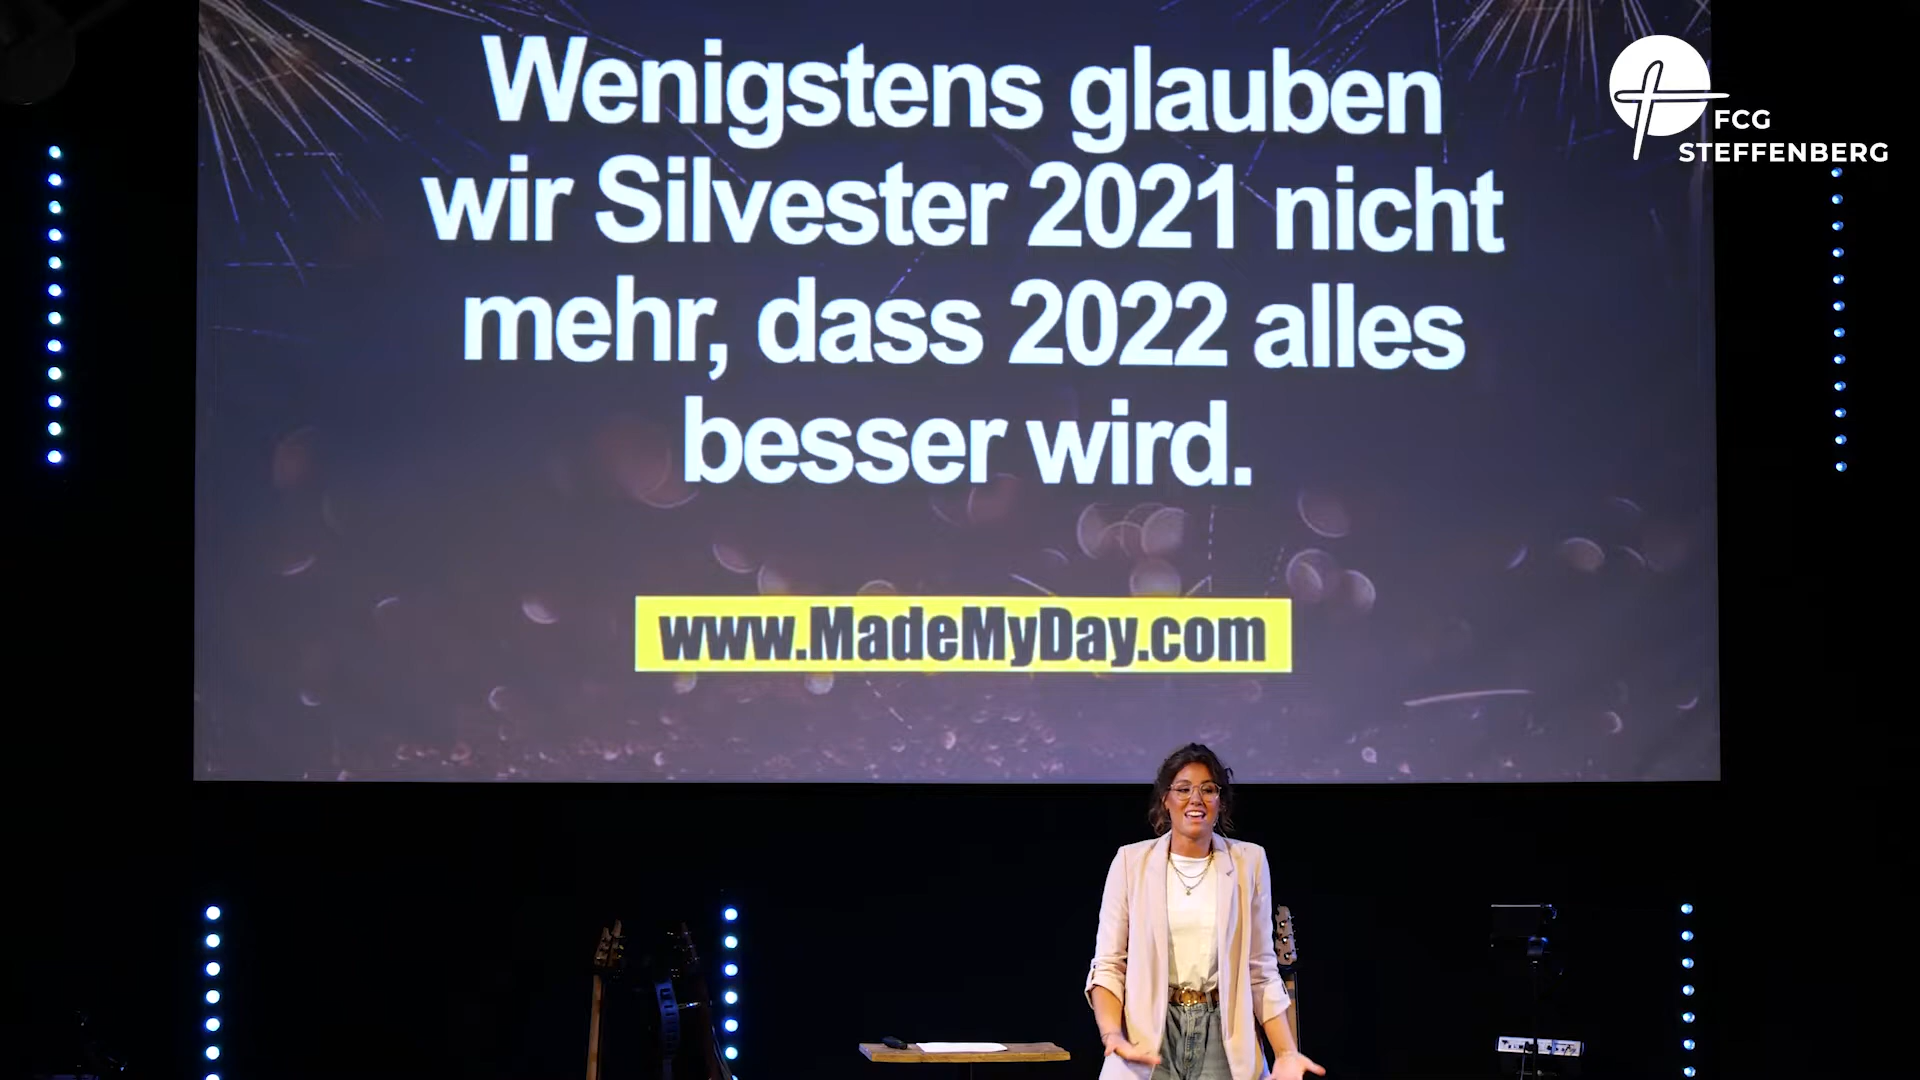 Wenigstens glauben
wir Silvester 2021 nicht
mehr, dass 2022 alles
besser wird.
www.MadeMyDay.com
FCG
STEFFENBERG